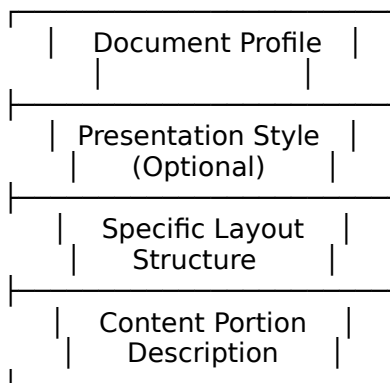 Document Profile
Presentation Style
(Optional)
Specific Layout
Structure
Content Portion
Description